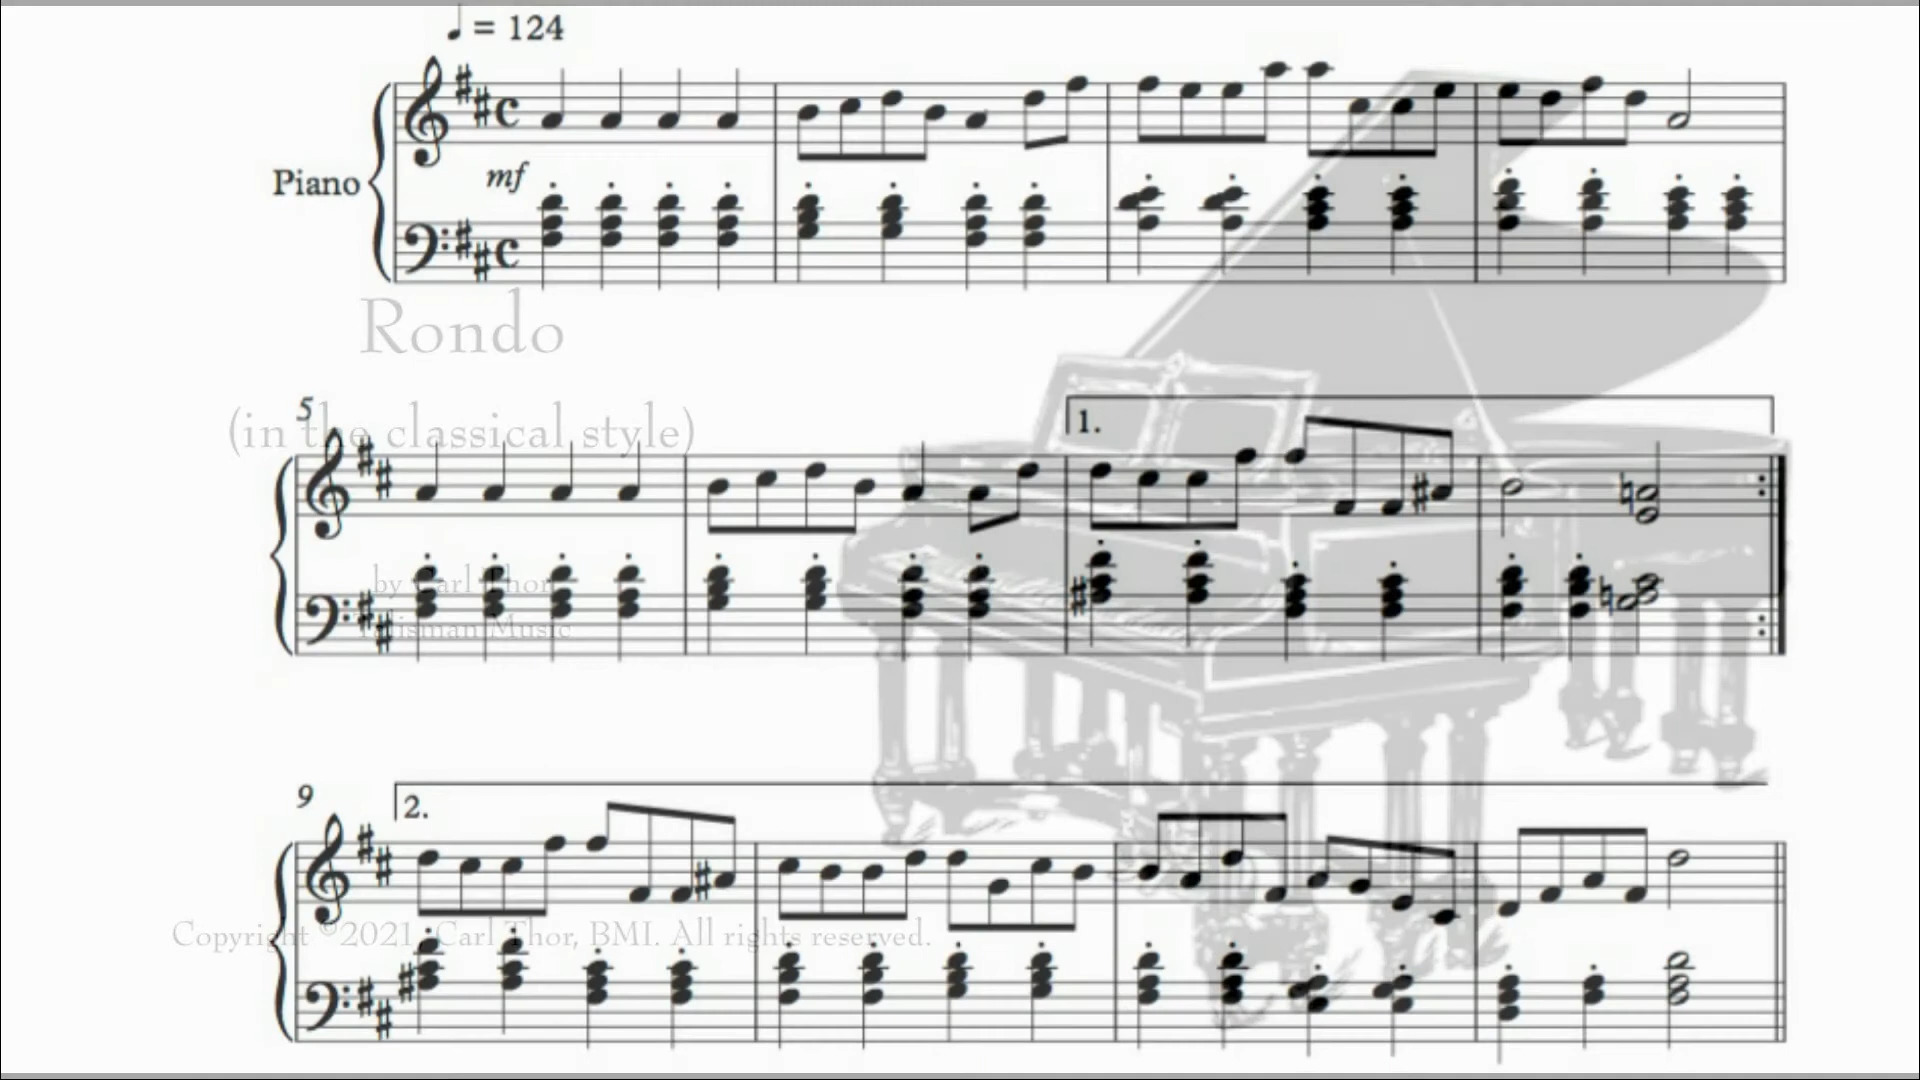 = 124
Piano
mf
Rondo
(in the classical style)
5
1.
by Carl Thor
Talisman Music
9
2.
Copyright ©2021, Carl Thor, BMI. All rights reserved.